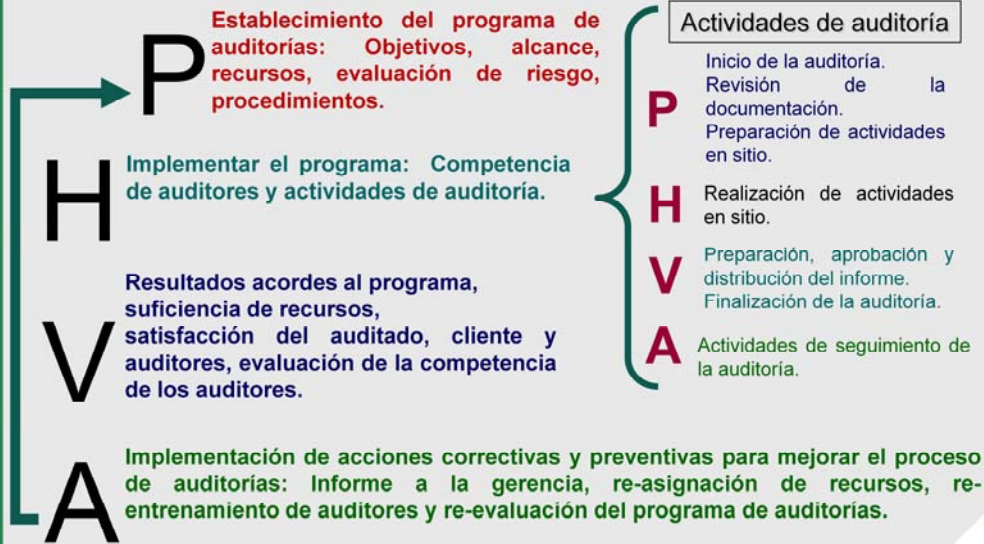 P
Establecimiento del programa de
auditorías: Objetivos, alcance,
recursos, evaluación de riesgo,
procedimientos.
H
Implementar el programa: Competencia
de auditores y actividades de auditoría.
V
Resultados acordes al programa,
suficiencia de recursos,
satisfacción del auditado, cliente y
auditores, evaluación de la competencia
de los auditores.
A
Implementación de acciones correctivas y preventivas para mejorar el proceso
de auditorías: Informe a la gerencia, re-asignación de recursos, re-
entrenamiento de auditores y re-evaluación del programa de auditorías.
Actividades de auditoría
P
Inicio de la auditoría.
Revisión de la
documentación.
Preparación de actividades
en sitio.
H
Realización de actividades
en sitio.
V
Preparación, aprobación y
distribución del informe.
Finalización de la auditoría.
A
Actividades de seguimiento de
la auditoría.